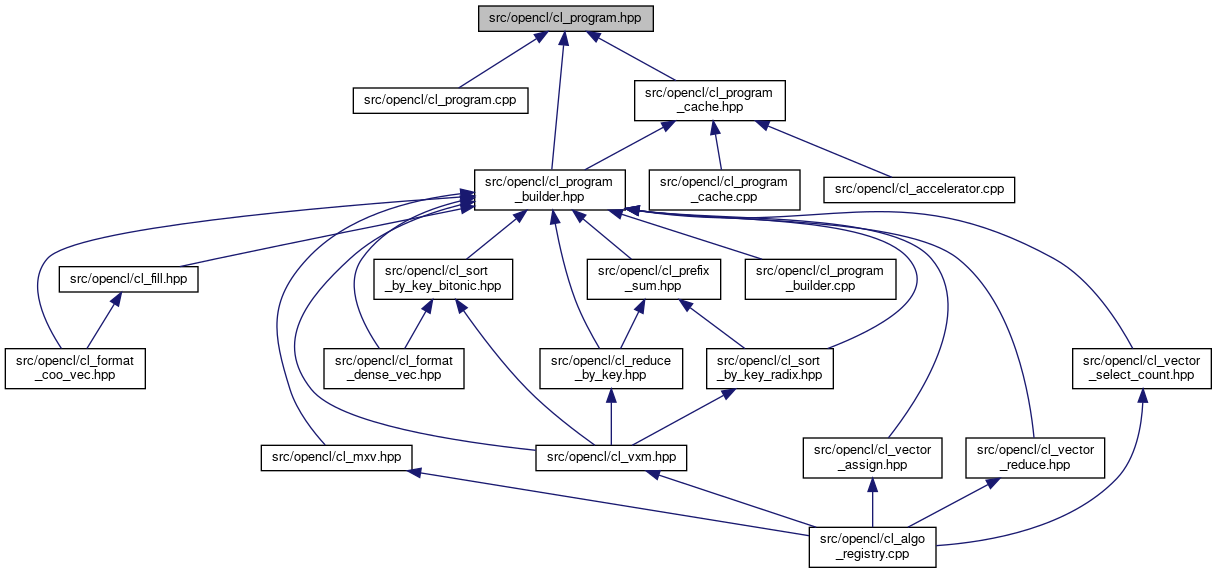 src/opencl/cl_program.hpp
src/opencl/cl_program.cpp
src/opencl/cl_program
_cache.hpp
src/opencl/cl_program
_builder.hpp
src/opencl/cl_program
_cache.cpp
src/opencl/cl_accelerator.cpp
src/opencl/cl_fill.hpp
src/opencl/cl_sort
_by_key_bitonic.hpp
src/opencl/cl_prefix
_sum.hpp
src/opencl/cl_program
_builder.cpp
src/opencl/cl_format
_coo_vec.hpp
src/opencl/cl_format
_dense_vec.hpp
src/opencl/cl_reduce
_by_key.hpp
src/opencl/cl_sort
_by_key_radix.hpp
src/opencl/cl_vector
_select_count.hpp
src/opencl/cl_mxv.hpp
src/opencl/cl_vxm.hpp
src/opencl/cl_vector
_assign.hpp
src/opencl/cl_vector
_reduce.hpp
src/opencl/cl_algo
_registry.cpp